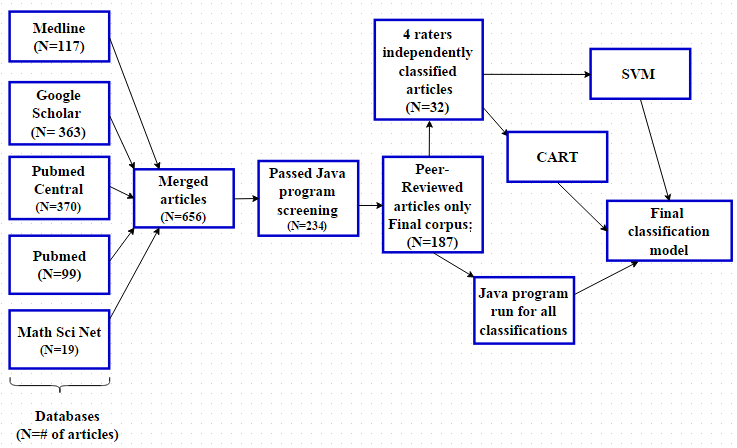 Medline
(N=117)
Google
Scholar
(N= 363)
Pubmed
Central
(N=370)
Pubmed
(N=99)
Math Sci Net
(N=19)
Databases
(N=# of articles)
Merged
articles
(N=656)
Passed Java
program
screening
(N=234)
Peer-
Reviewed
articles only
Final corpus;
(N=187)
4 raters
independently
classified
articles
(N=32)
SVM
CART
Java program
run for all
classifications
Final
classification
model